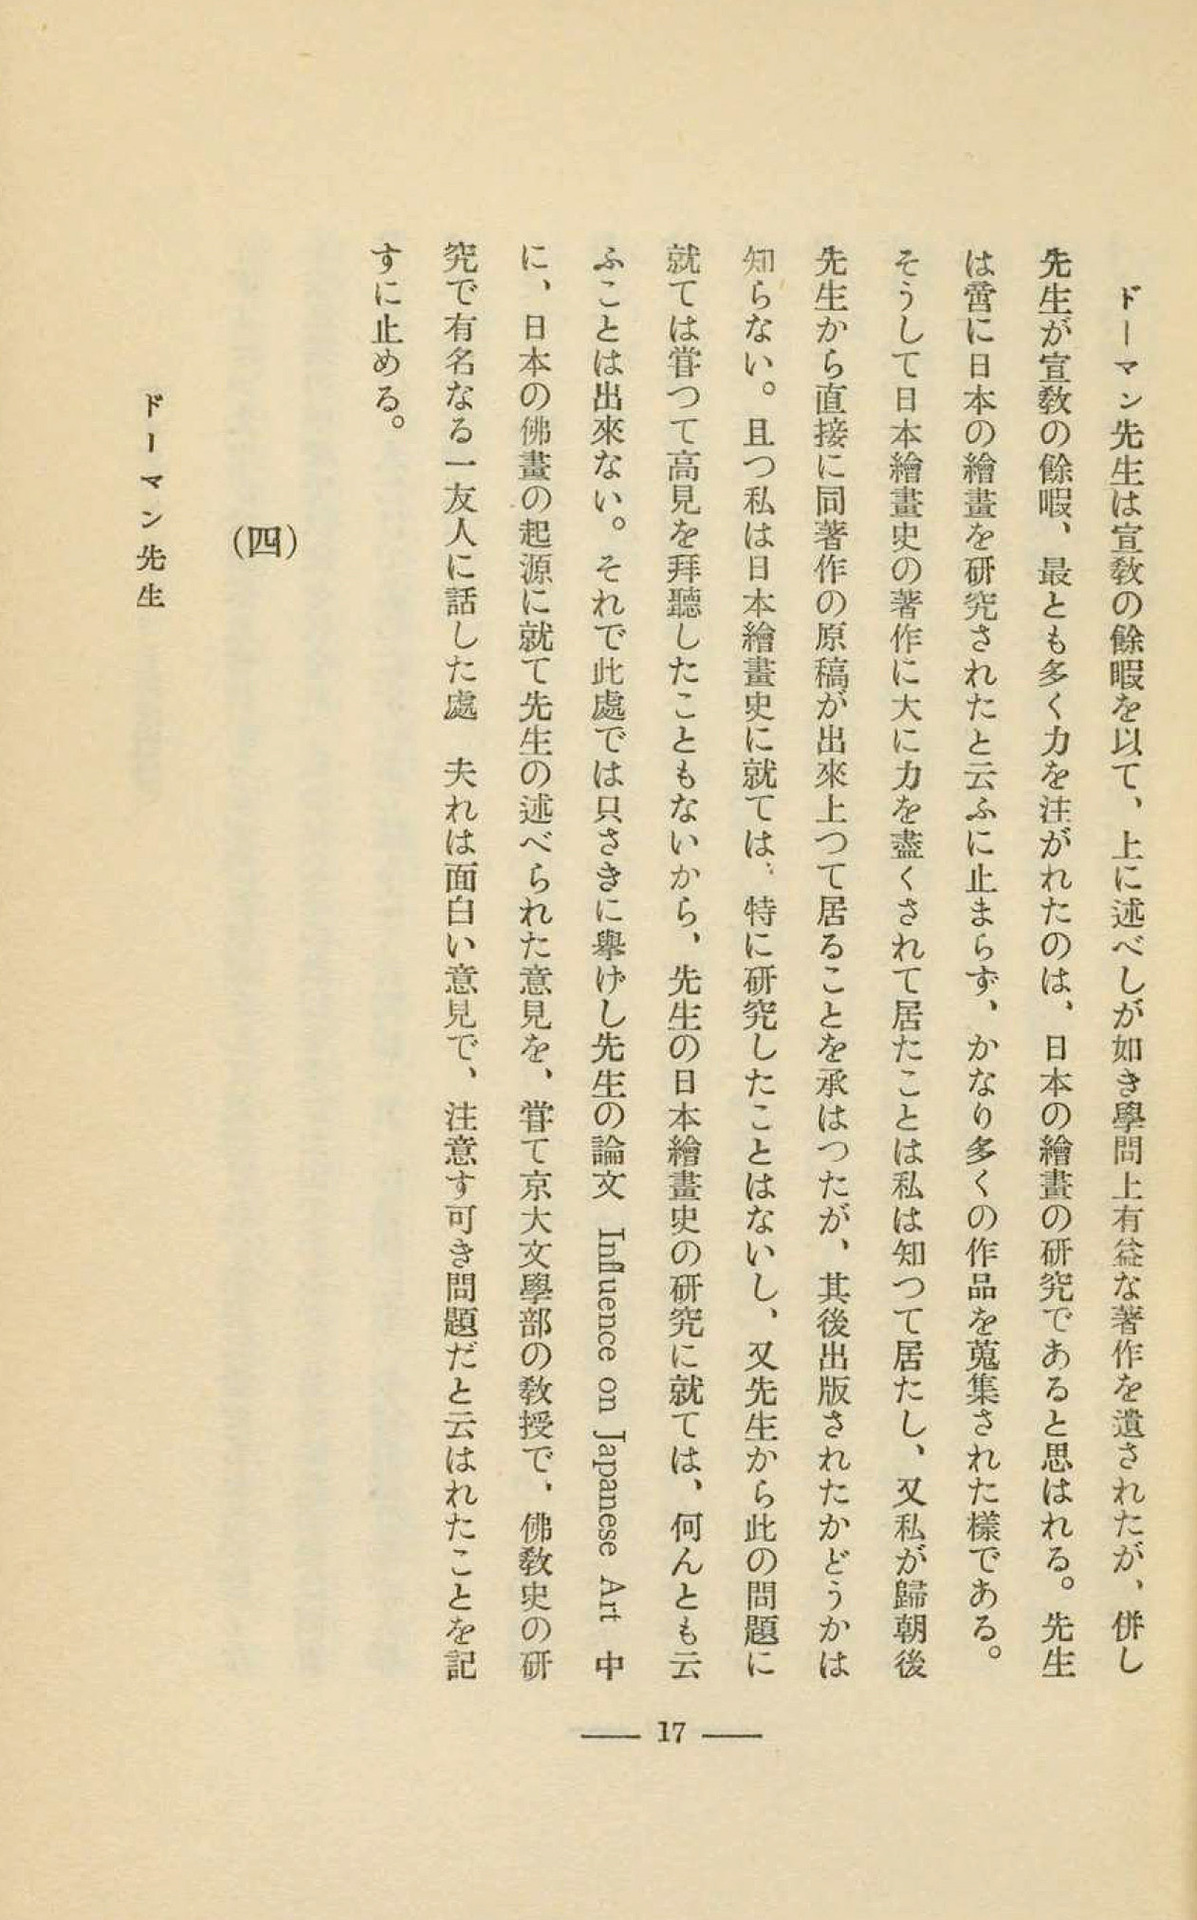 ドーマン先生は宣敎の餘暇を以て、上に述べしが如き學問上有益な著作を遺されたが、併し
先生が宣敎の餘暇、最とも多く力を注がれたのは、日本の繪畫の研究であると思はれる。先生
は啻に日本の繪畫を研究されたと云ふに止まらず、かなり多くの作品を蒐集された樣である。
そうして日本繪畫史の著作に大に力を盡くされて居たことは私は知つて居たし、又私が歸朝後
先生から直接に同著作の原稿が出來上つて居ることを承はつたが、其後出版されたかどうかは
知らない。且つ私は日本繪畫史に就ては、特に研究したことはないし、又先生から此の問題に
就ては嘗つて高見を拜聽したこともないから、先生の日本繪畫史の研究に就ては、何んとも云
ふことは出來ない。それで此處では只さきに擧げし先生の論文 Influence on Japanese Art 中
に、日本の佛畫の起源に就て先生の述べられた意見を、嘗て京大文學部の敎授で、佛敎史の研
究で有名なる一友人に話した處 夫れは面白い意見で、注意す可き問題だと云はれたことを記
すに止める。
(四)
ドーマン先生
— 17 —